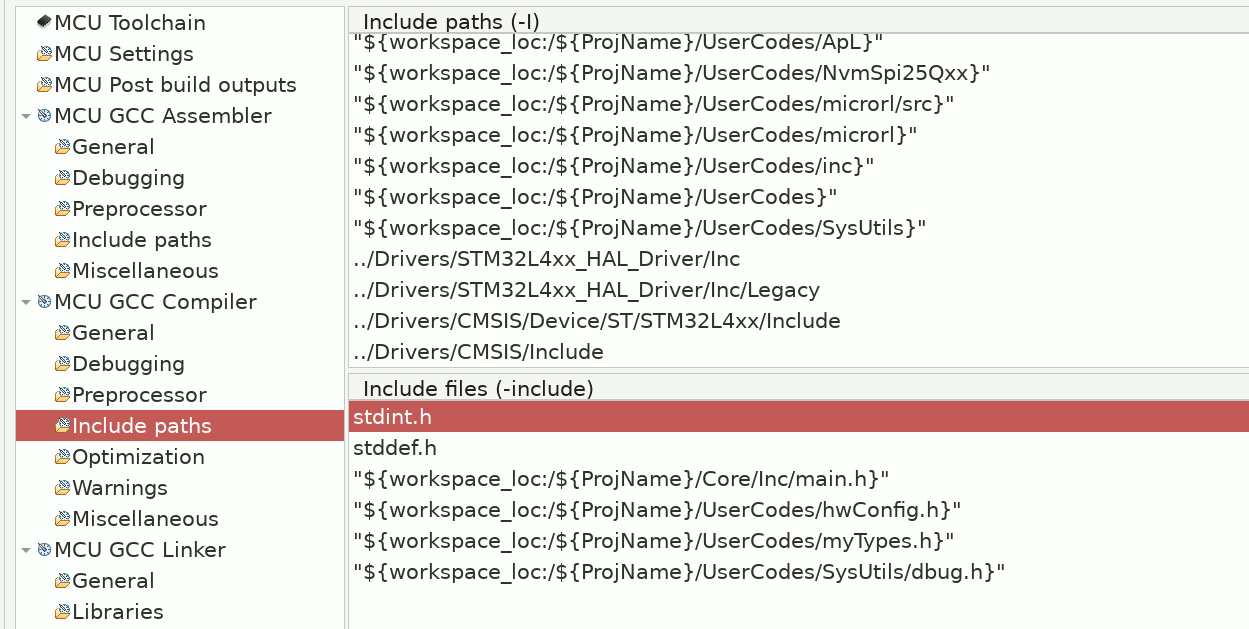 MCU Toolchain
MCU Settings
MCU Post build outputs
MCU GCC Assembler
General
Debugging
Preprocessor
Include paths
Miscellaneous
MCU GCC Compiler
General
Debugging
Preprocessor
Include paths
Optimization
Warnings
Miscellaneous
MCU GCC Linker
General
Libraries
Include paths (-I)
"${workspace_loc:/${ProjName}/UserCodes/ApL}"
"${workspace_loc:/${ProjName}/UserCodes/NvmSpi25Qxx}"
"${workspace_loc:/${ProjName}/UserCodes/microrl/src}"
"${workspace_loc:/${ProjName}/UserCodes/microrl}"
"${workspace_loc:/${ProjName}/UserCodes/inc}"
"${workspace_loc:/${ProjName}/UserCodes}"
"${workspace_loc:/${ProjName}/UserCodes/SysUtils}"
../Drivers/STM32L4xx_HAL_Driver/Inc
../Drivers/STM32L4xx_HAL_Driver/Inc/Legacy
../Drivers/CMSIS/Device/ST/STM32L4xx/Include
../Drivers/CMSIS/Include
Include files (-include)
stdint.h
stddef.h
"${workspace_loc:/${ProjName}/Core/Inc/main.h}"
"${workspace_loc:/${ProjName}/UserCodes/hwConfig.h}"
"${workspace_loc:/${ProjName}/UserCodes/myTypes.h}"
"${workspace_loc:/${ProjName}/UserCodes/SysUtils/dbug.h}"